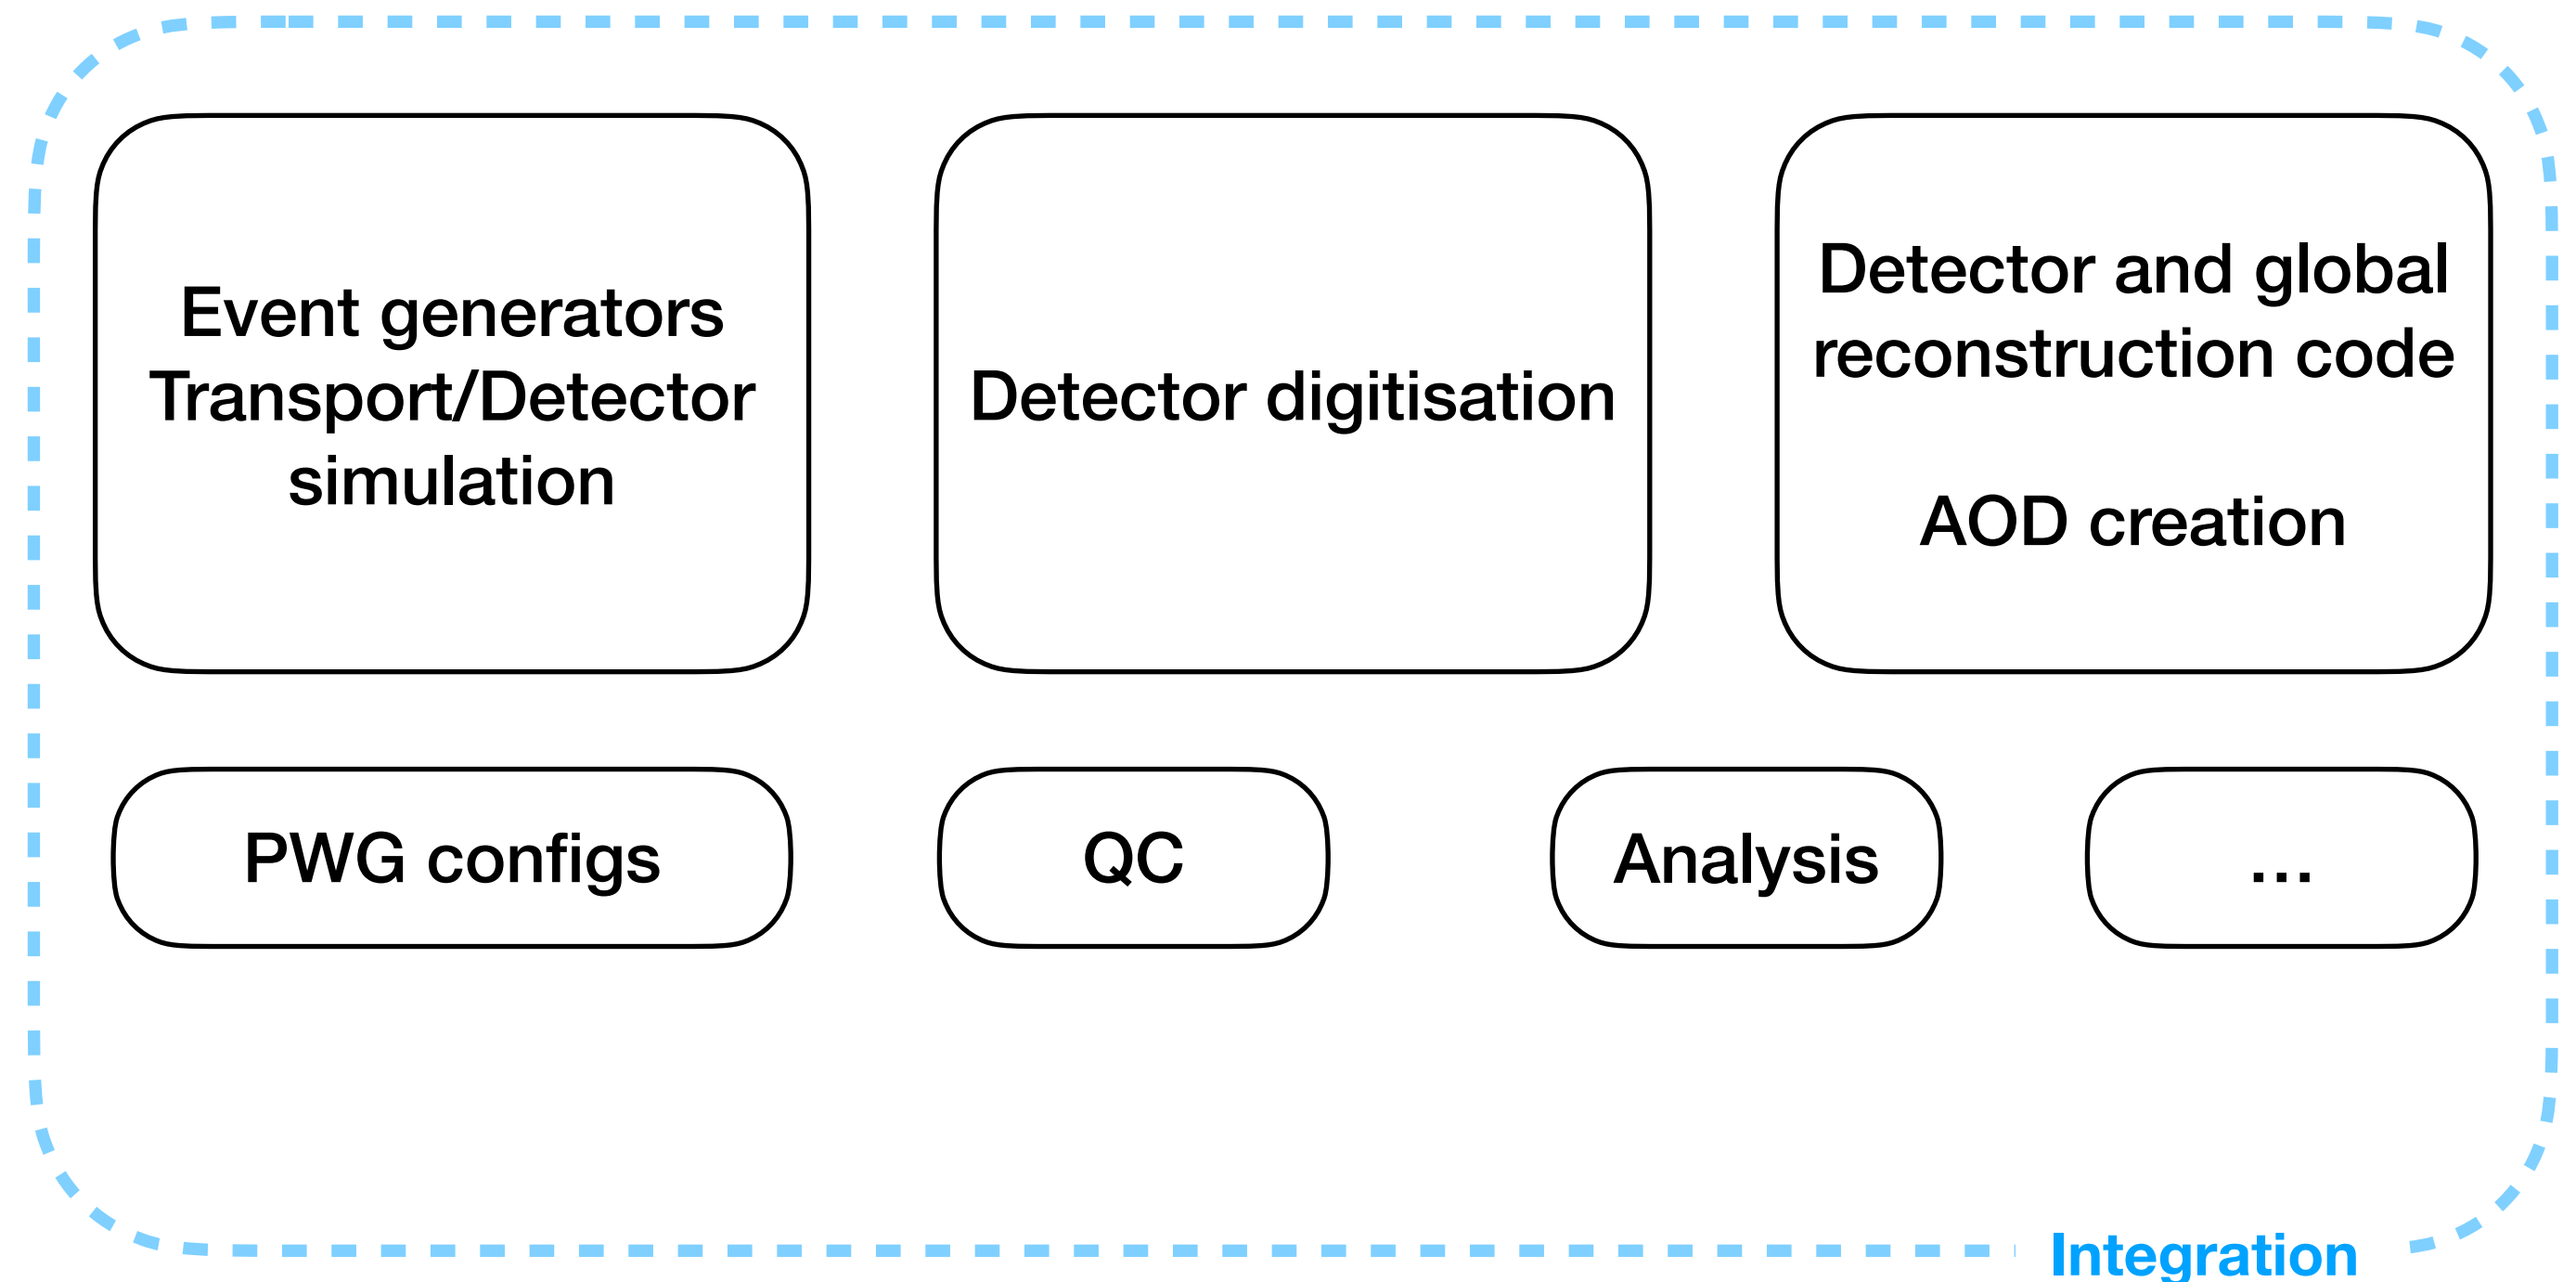 Event generators
Transport/Detector
simulation
Detector digitisation
Detector and global
reconstruction code
AOD creation
PWG configs
QC
Analysis
...
Integration